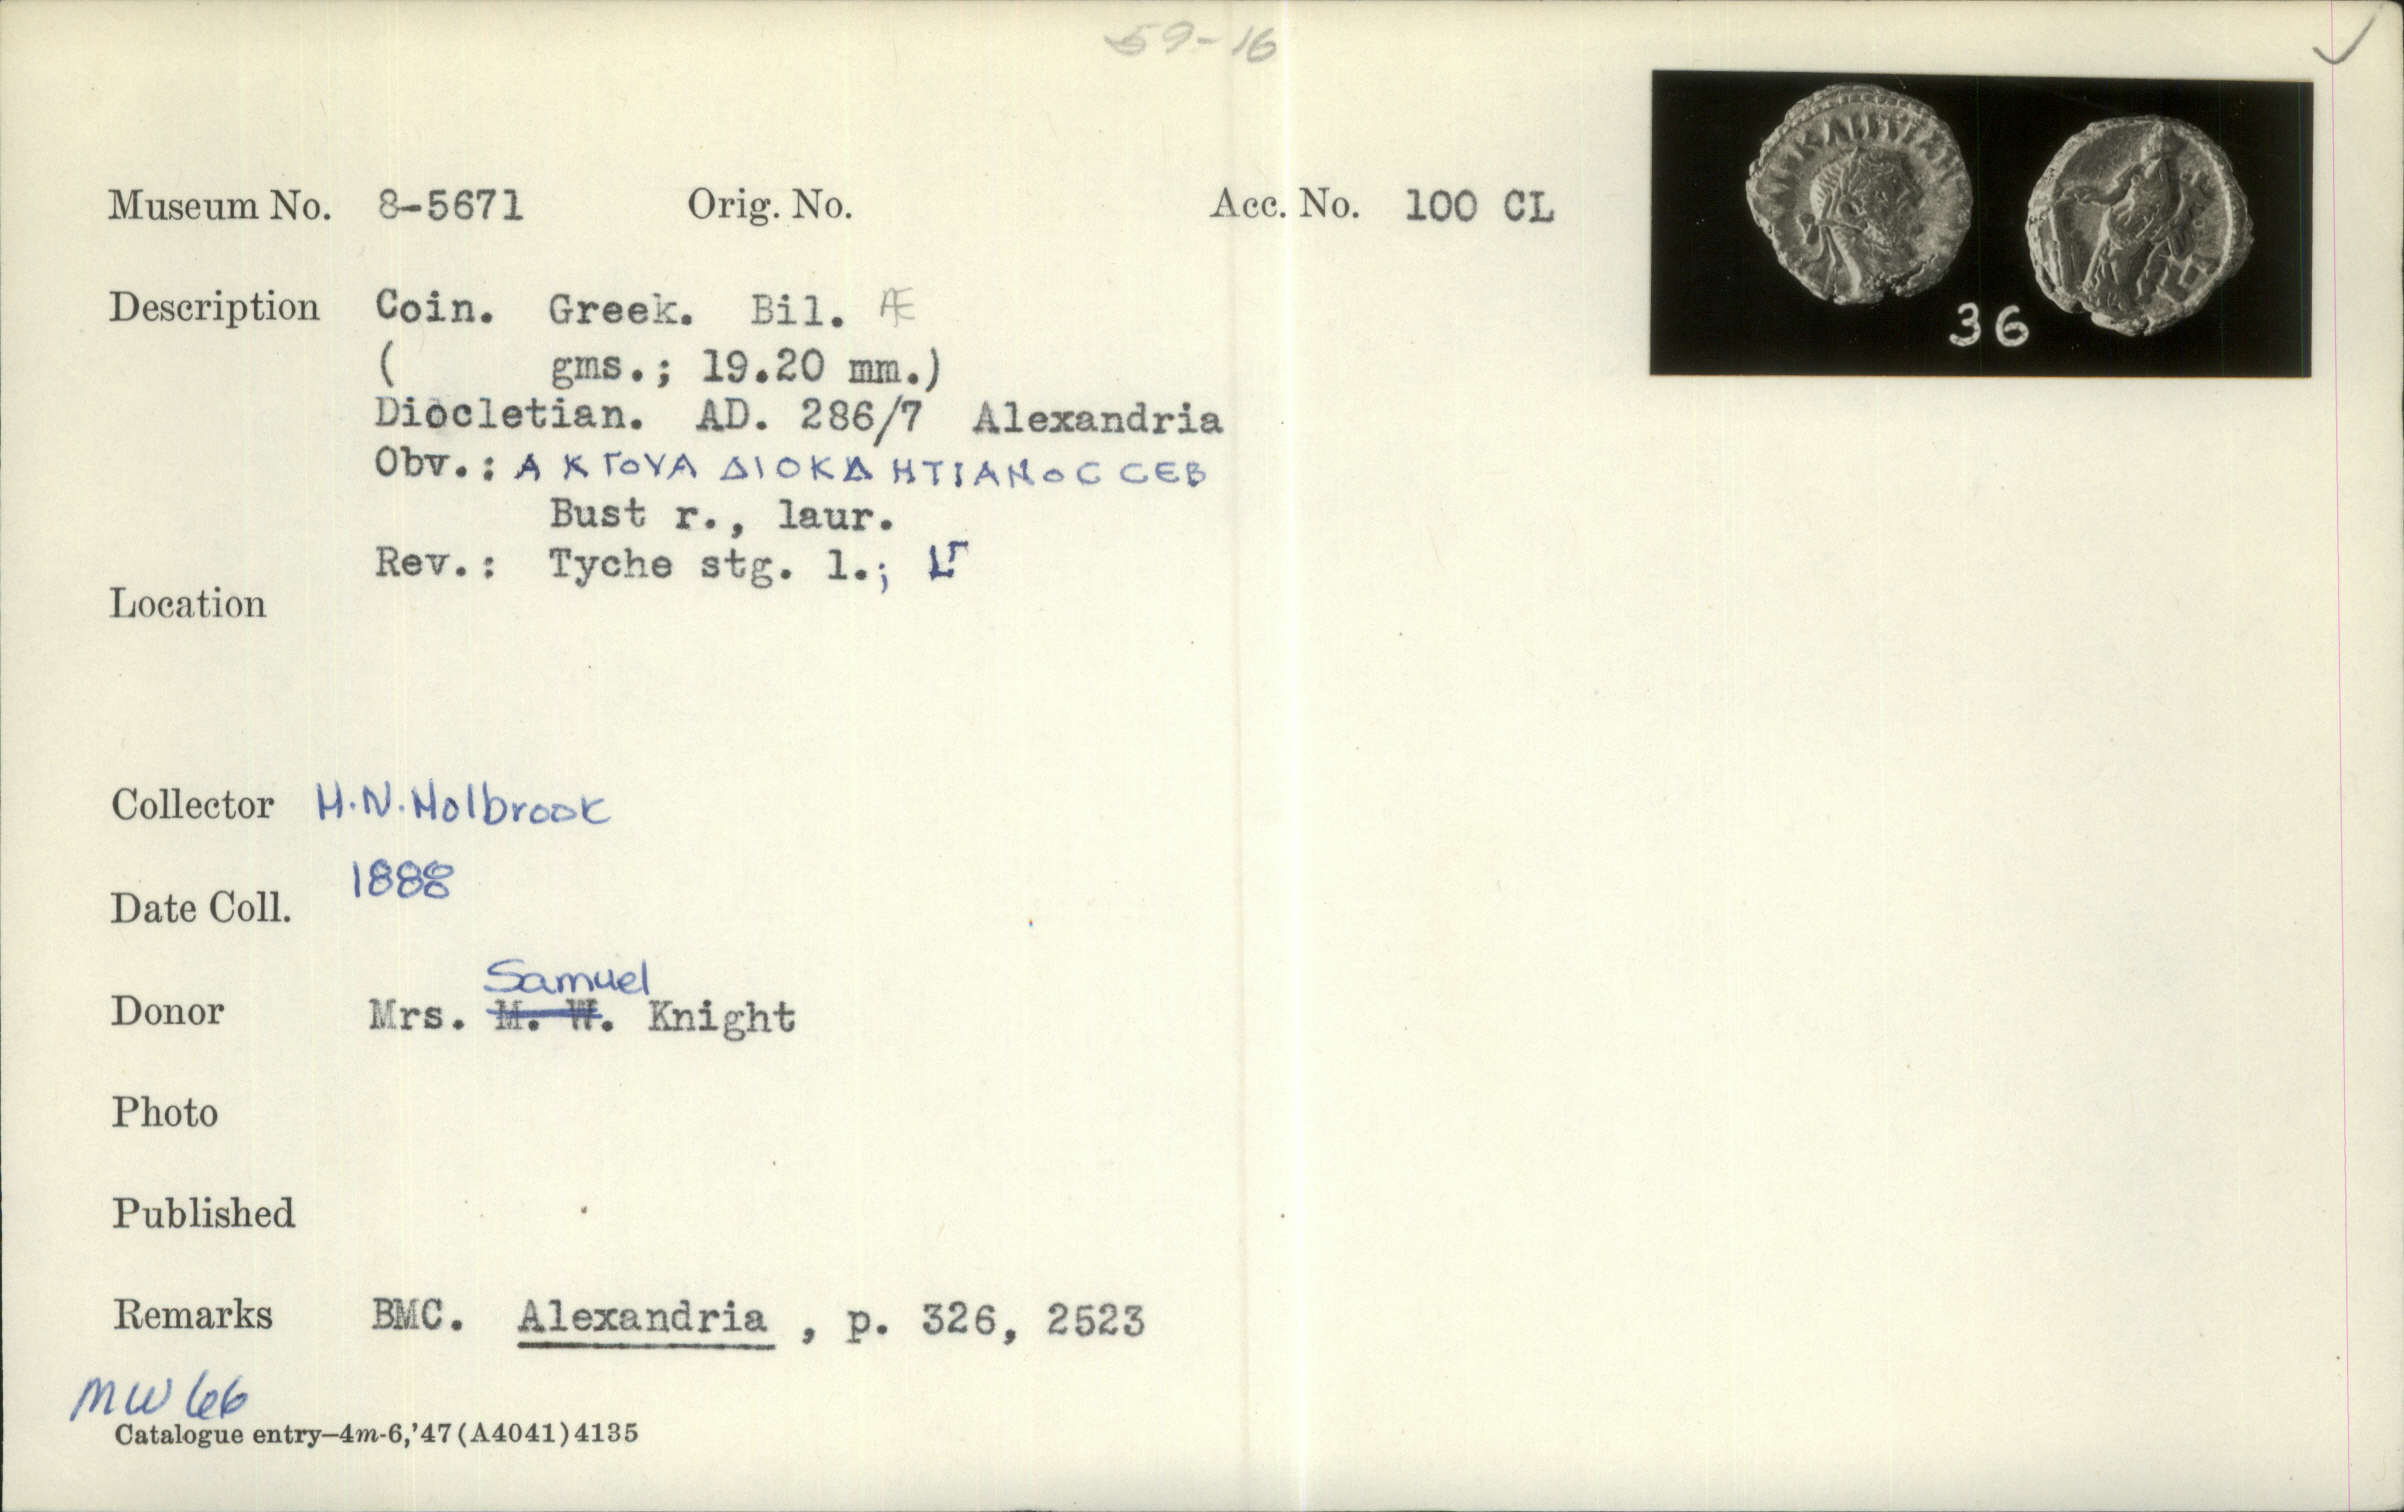 59-16
Museum No. 8-5671 Orig. No. Acc. No. 100 CL
Description Coin. Greek. Bil. Æ
( gms.; 19.20 mm.)
Diocletian. AD. 286/7 Alexandria
Obv.: Α Κ ΓΟVΑ ΔΙΟΚΔΗΤΙΑΝΟC CЄΒ
Bust r., laur.
Rev.: Tyche stg. l.; LΓ
Location
36
Collector H.N.Holbrook
Date Coll. 1888
Samuel
Donor Mrs. M. W. Knight
Photo
Published
Remarks BMC. Alexandria , p. 326, 2523
MW 66
Catalogue entry—4m-6,'47(A4041)4135